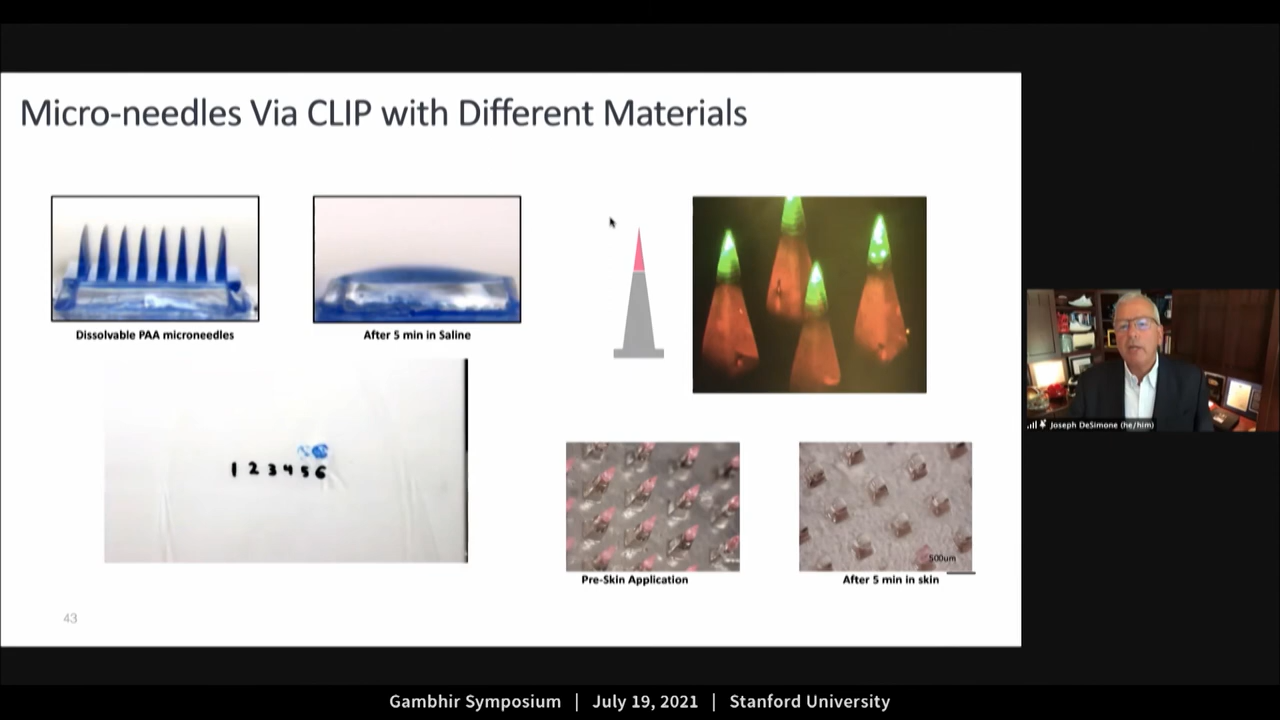 Micro-needles Via CLIP with Different Materials
Dissolvable PAA microneedles
After 5 min in Saline
1 2 3 4 5 6
500um
Pre-Skin Application
After 5 min in skin
43
Joseph DeSimone (he/him)
Gambhir Symposium | July 19, 2021 | Stanford University